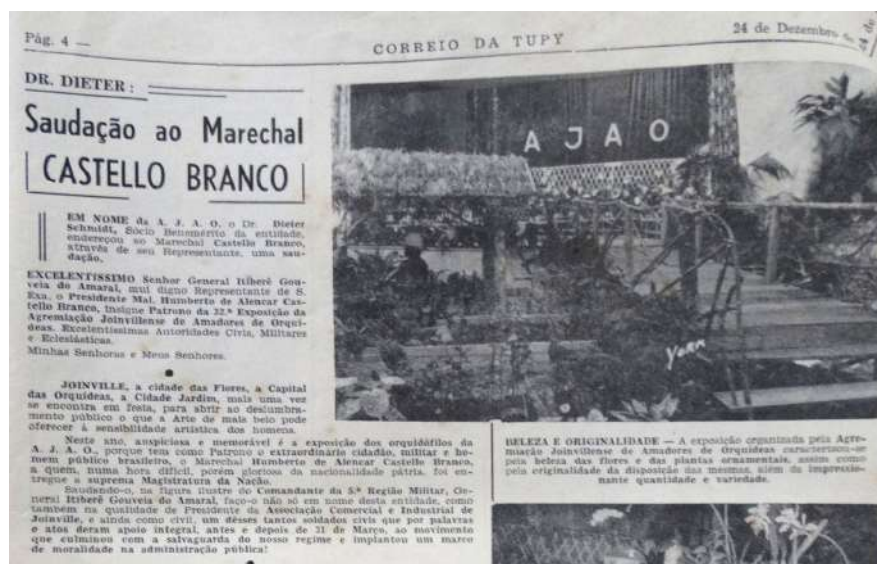 Pág. 4 —
CORREIO DA TUPY
24 de Dezembro de
24 de
DR. DIETER:
Saudação ao Marechal
CASTELLO BRANCO
EM NOME da A. J. A. O. o Dr. Dieter
Schmidt, Sócio Benemérito da entidade,
endereçou ao Marechal Castello Branco,
através de seu Representante, uma sau-
dação.
EXCELENTÍSSIMO Senhor General Itiberê Gou-
veia do Amaral, mui digno Representante de S.
Exa. o Presidente Mal. Humberto de Alencar Cas-
tello Branco, insigne Patrono da 32.ª Exposição da
Agremiação Joinvillense de Amadores de Orquí-
deas. Excelentíssimas Autoridades Civis, Militares
e Eclesiásticas.
Minhas Senhoras e Meus Senhores.
JOINVILLE, a cidade das Flores, a Capital
das Orquídeas, a Cidade Jardim, mais uma vez
se encontra em festa, para abrir ao deslumbra-
mento público o que a Arte de mais belo pode
oferecer à sensibilidade artística dos homens.
Neste ano, auspiciosa e memorável é a exposição dos orquidófilos da
A. J. A. O., porque tem como Patrono o extraordinário cidadão, militar e ho-
mem público brasileiro, o Marechal Humberto de Alencar Castello Branco,
a quem, numa hora difícil, porém gloriosa da nacionalidade pátria, foi en-
tregue a suprema Magistratura da Nação.
Saudando-o, na figura ilustre do Comandante da 5.ª Região Militar, Ge-
neral Itiberê Gouveia do Amaral, faço-o não só em nome desta entidade, como
também na qualidade de Presidente da Associação Comercial e Industrial de
Joinville, e ainda como civil, um dêsses tantos soldados civis que por palavras
e atos deram apoio integral, antes e depois de 31 de Março, ao movimento
que culminou com a salvaguarda do nosso regime e implantou um marco
de moralidade na administração pública!
AJAO
BELEZA E ORIGINALIDADE — A exposição organizada pela Agre-
miação Joinvillense de Amadores de Orquídeas caracterizou-se
pela beleza das flores e das plantas ornamentais, assim como
pela originalidade da disposição das mesmas, além da impressio-
nante quantidade e variedade.